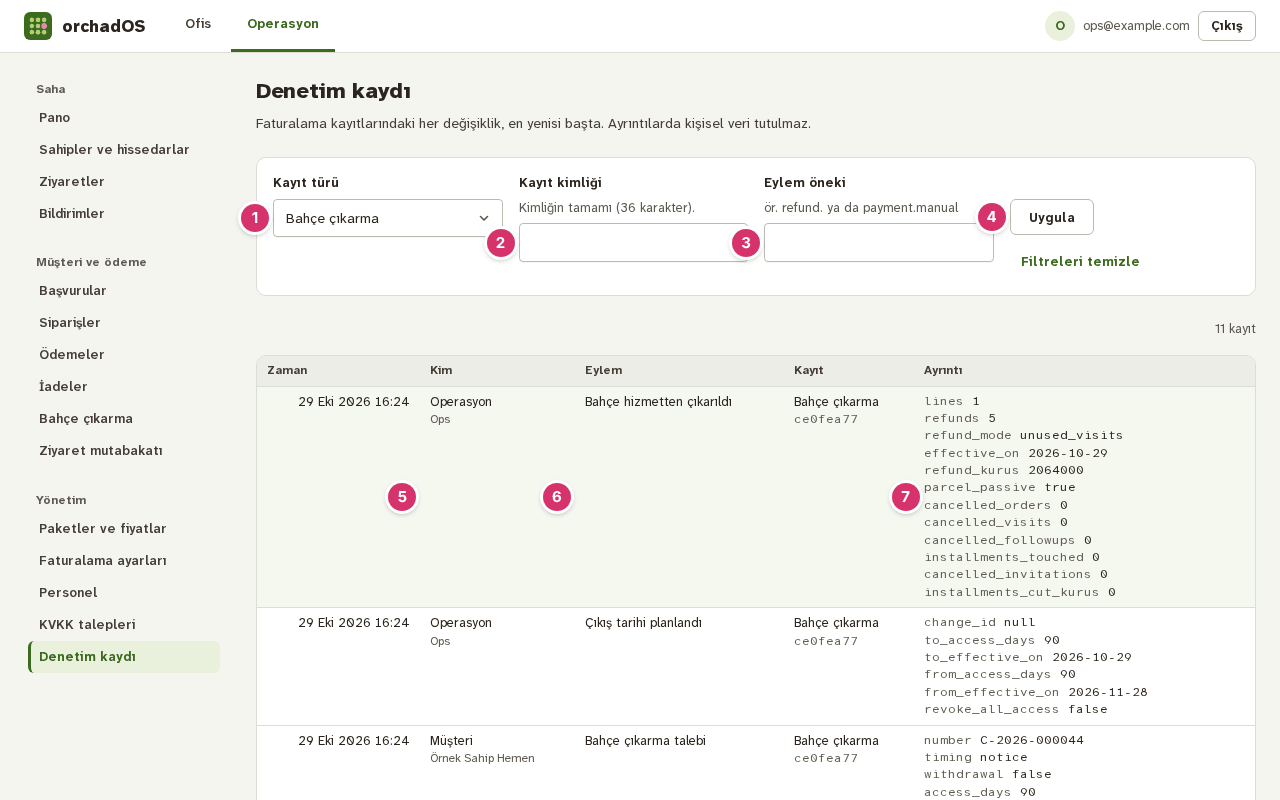 orchadOS
Ofis
Operasyon
O
ops@example.com
Çıkış
Saha
Pano
Sahipler ve hissedarlar
Ziyaretler
Bildirimler
Müşteri ve ödeme
Başvurular
Siparişler
Ödemeler
İadeler
Bahçe çıkarma
Ziyaret mutabakatı
Yönetim
Paketler ve fiyatlar
Faturalama ayarları
Personel
KVKK talepleri
Denetim kaydı
Denetim kaydı
Faturalama kayıtlarındaki her değişiklik, en yenisi başta. Ayrıntılarda kişisel veri tutulmaz.
Kayıt türü
1
Bahçe çıkarma
Kayıt kimliği
Kimliğin tamamı (36 karakter).
2
Eylem öneki
ör. refund. ya da payment.manual
3
4
Uygula
Filtreleri temizle
11 kayıt
Zaman Kim Eylem Kayıt Ayrıntı
29 Eki 2026 16:24
Operasyon
Ops
Bahçe hizmetten çıkarıldı
Bahçe çıkarma
ce0fea77
5
6
7
lines 1
refunds 5
refund_mode unused_visits
effective_on 2026-10-29
refund_kurus 2064000
parcel_passive true
cancelled_orders 0
cancelled_visits 0
cancelled_followups 0
installments_touched 0
cancelled_invitations 0
installments_cut_kurus 0
29 Eki 2026 16:24
Operasyon
Ops
Çıkış tarihi planlandı
Bahçe çıkarma
ce0fea77
change_id null
to_access_days 90
to_effective_on 2026-10-29
from_access_days 90
from_effective_on 2026-11-28
revoke_all_access false
29 Eki 2026 16:24
Müşteri
Örnek Sahip Hemen
Bahçe çıkarma talebi
Bahçe çıkarma
ce0fea77
number C-2026-000044
timing notice
withdrawal false
access_days 90